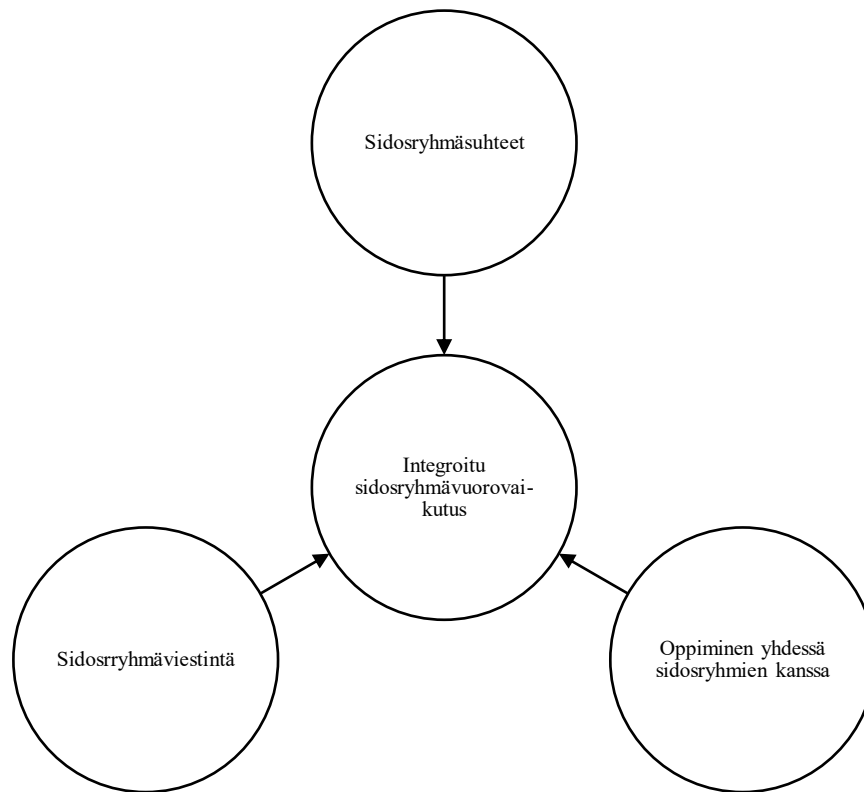 Sidosryhmäsuhteet
Integroitu
sidosryhmävuorovai-
kutus
Sidosrryhmäviestintä
Oppiminen yhdessä
sidosryhmien kanssa